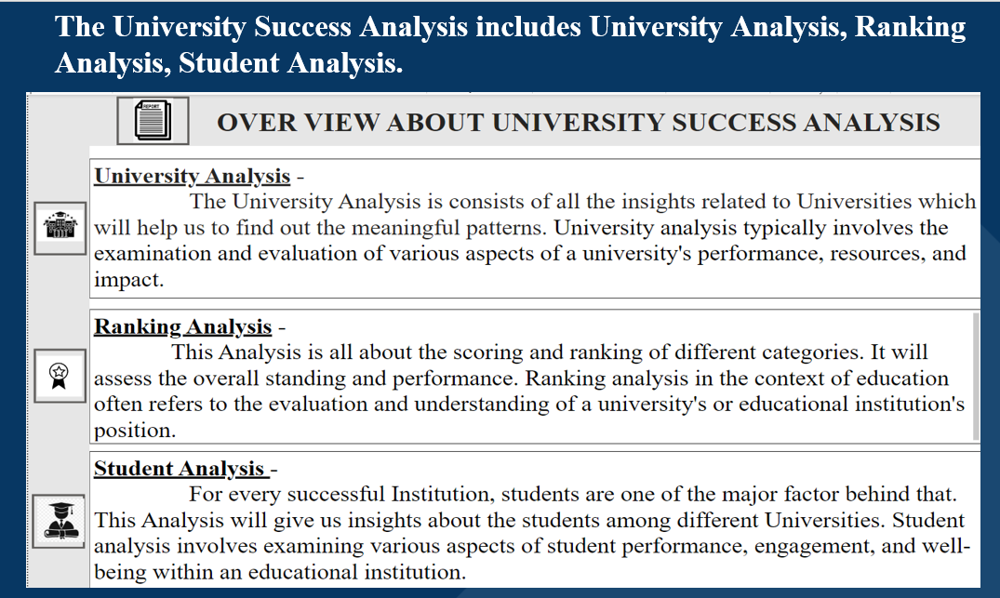 The University Success Analysis includes University Analysis, Ranking
Analysis, Student Analysis.
REPORT
OVER VIEW ABOUT UNIVERSITY SUCCESS ANALYSIS
University Analysis -
The University Analysis is consists of all the insights related to Universities which
will help us to find out the meaningful patterns. University analysis typically involves the
examination and evaluation of various aspects of a university's performance, resources, and
impact.
Ranking Analysis -
This Analysis is all about the scoring and ranking of different categories. It will
assess the overall standing and performance. Ranking analysis in the context of education
often refers to the evaluation and understanding of a university's or educational institution's
position.
Student Analysis -
For every successful Institution, students are one of the major factor behind that.
This Analysis will give us insights about the students among different Universities. Student
analysis involves examining various aspects of student performance, engagement, and well-
being within an educational institution.